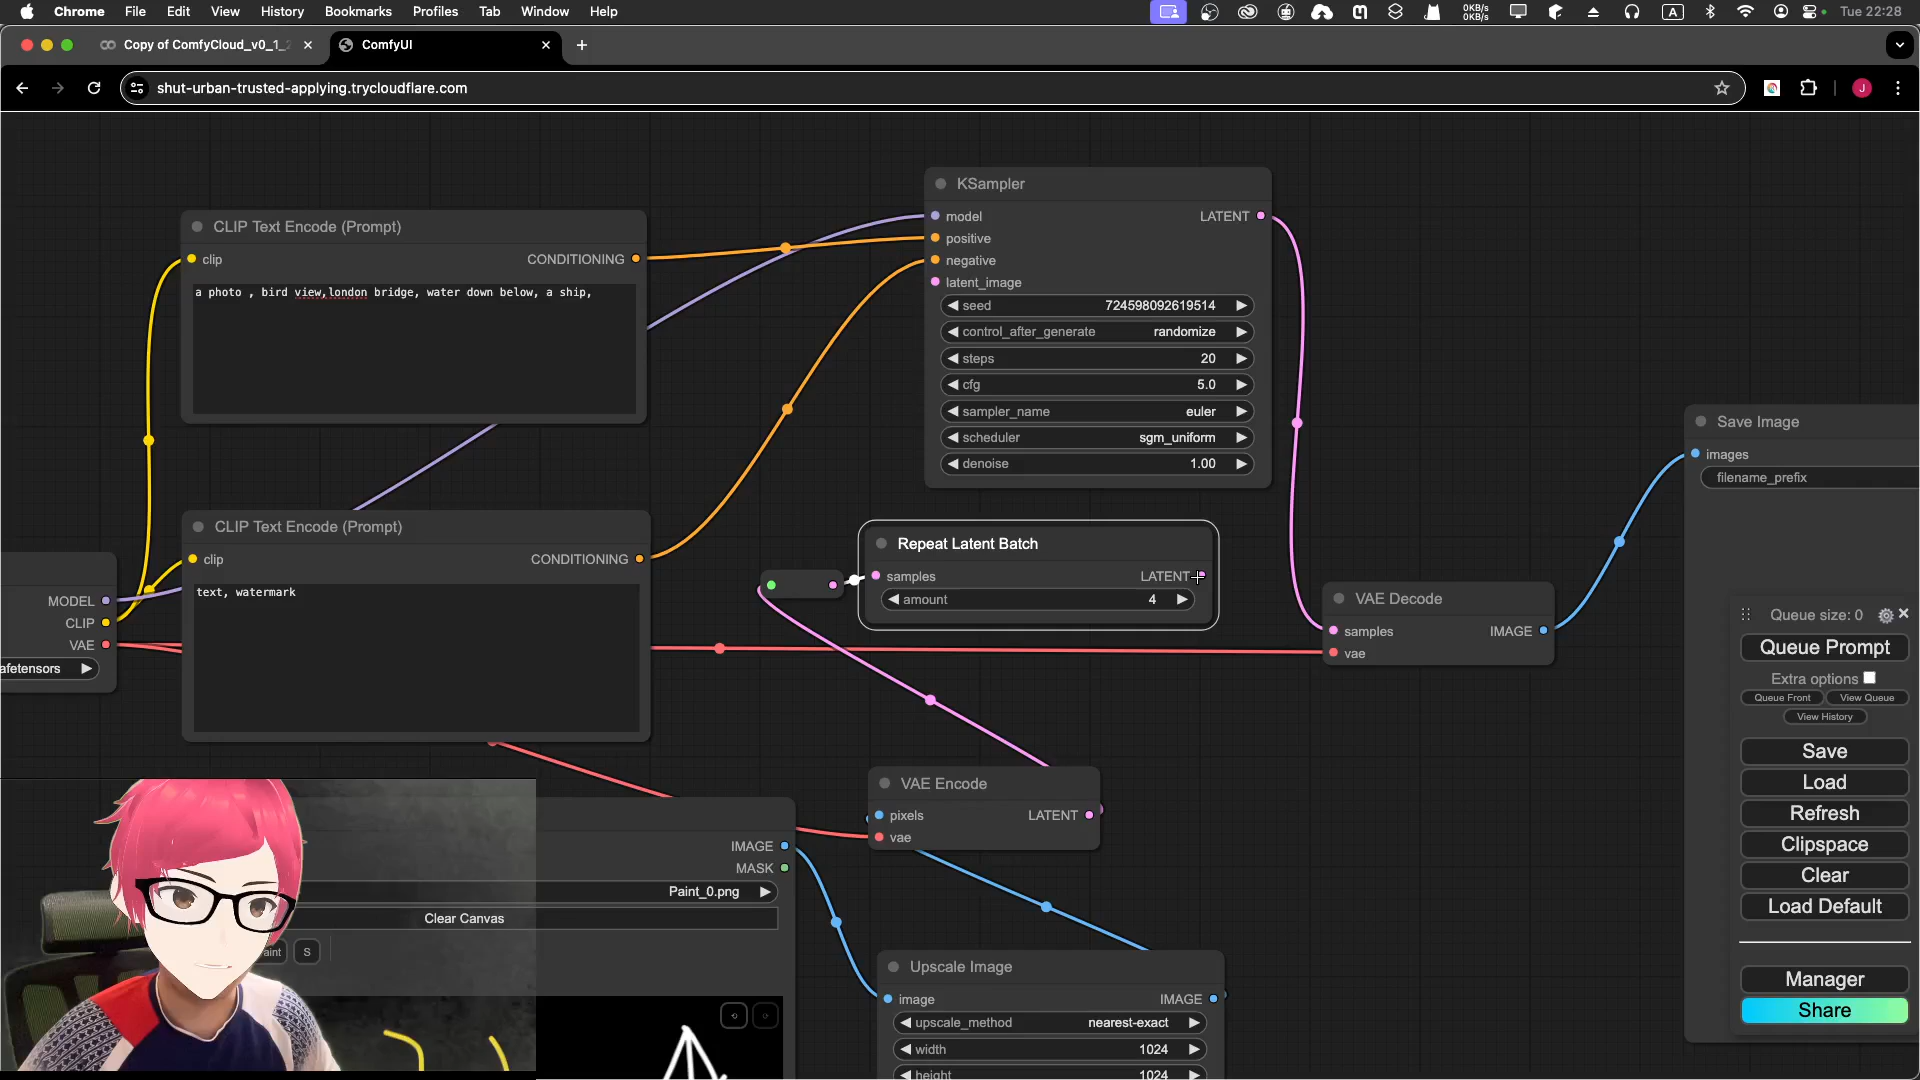 Chrome File Edit View History Bookmarks Profiles Tab Window Help
0KB/s
0KB/s
A
Tue 22:28
Copy of ComfyCloud_v0_1_
ComfyUI
shut-urban-trusted-applying.trycloudflare.com
J
KSampler
model
LATENT
positive
negative
latent_image
seed 724598092619514
control_after_generate randomize
steps 20
cfg 5.0
sampler_name euler
scheduler sgm_uniform
denoise 1.00
CLIP Text Encode (Prompt)
clip
CONDITIONING
a photo , bird view,london bridge, water down below, a ship,
CLIP Text Encode (Prompt)
clip
CONDITIONING
text, watermark
MODEL
CLIP
VAE
afetensors
Repeat Latent Batch
samples
LATENT
amount 4
VAE Decode
samples
IMAGE
vae
Save Image
images
filename_prefix
Queue size: 0
Queue Prompt
Extra options
Queue Front
View Queue
View History
Save
Load
Refresh
Clipspace
Clear
Load Default
Manager
Share
VAE Encode
pixels
LATENT
vae
IMAGE
MASK
Paint_0.png
Clear Canvas
aint
S
Upscale Image
image
IMAGE
upscale_method nearest-exact
width 1024
height 1024